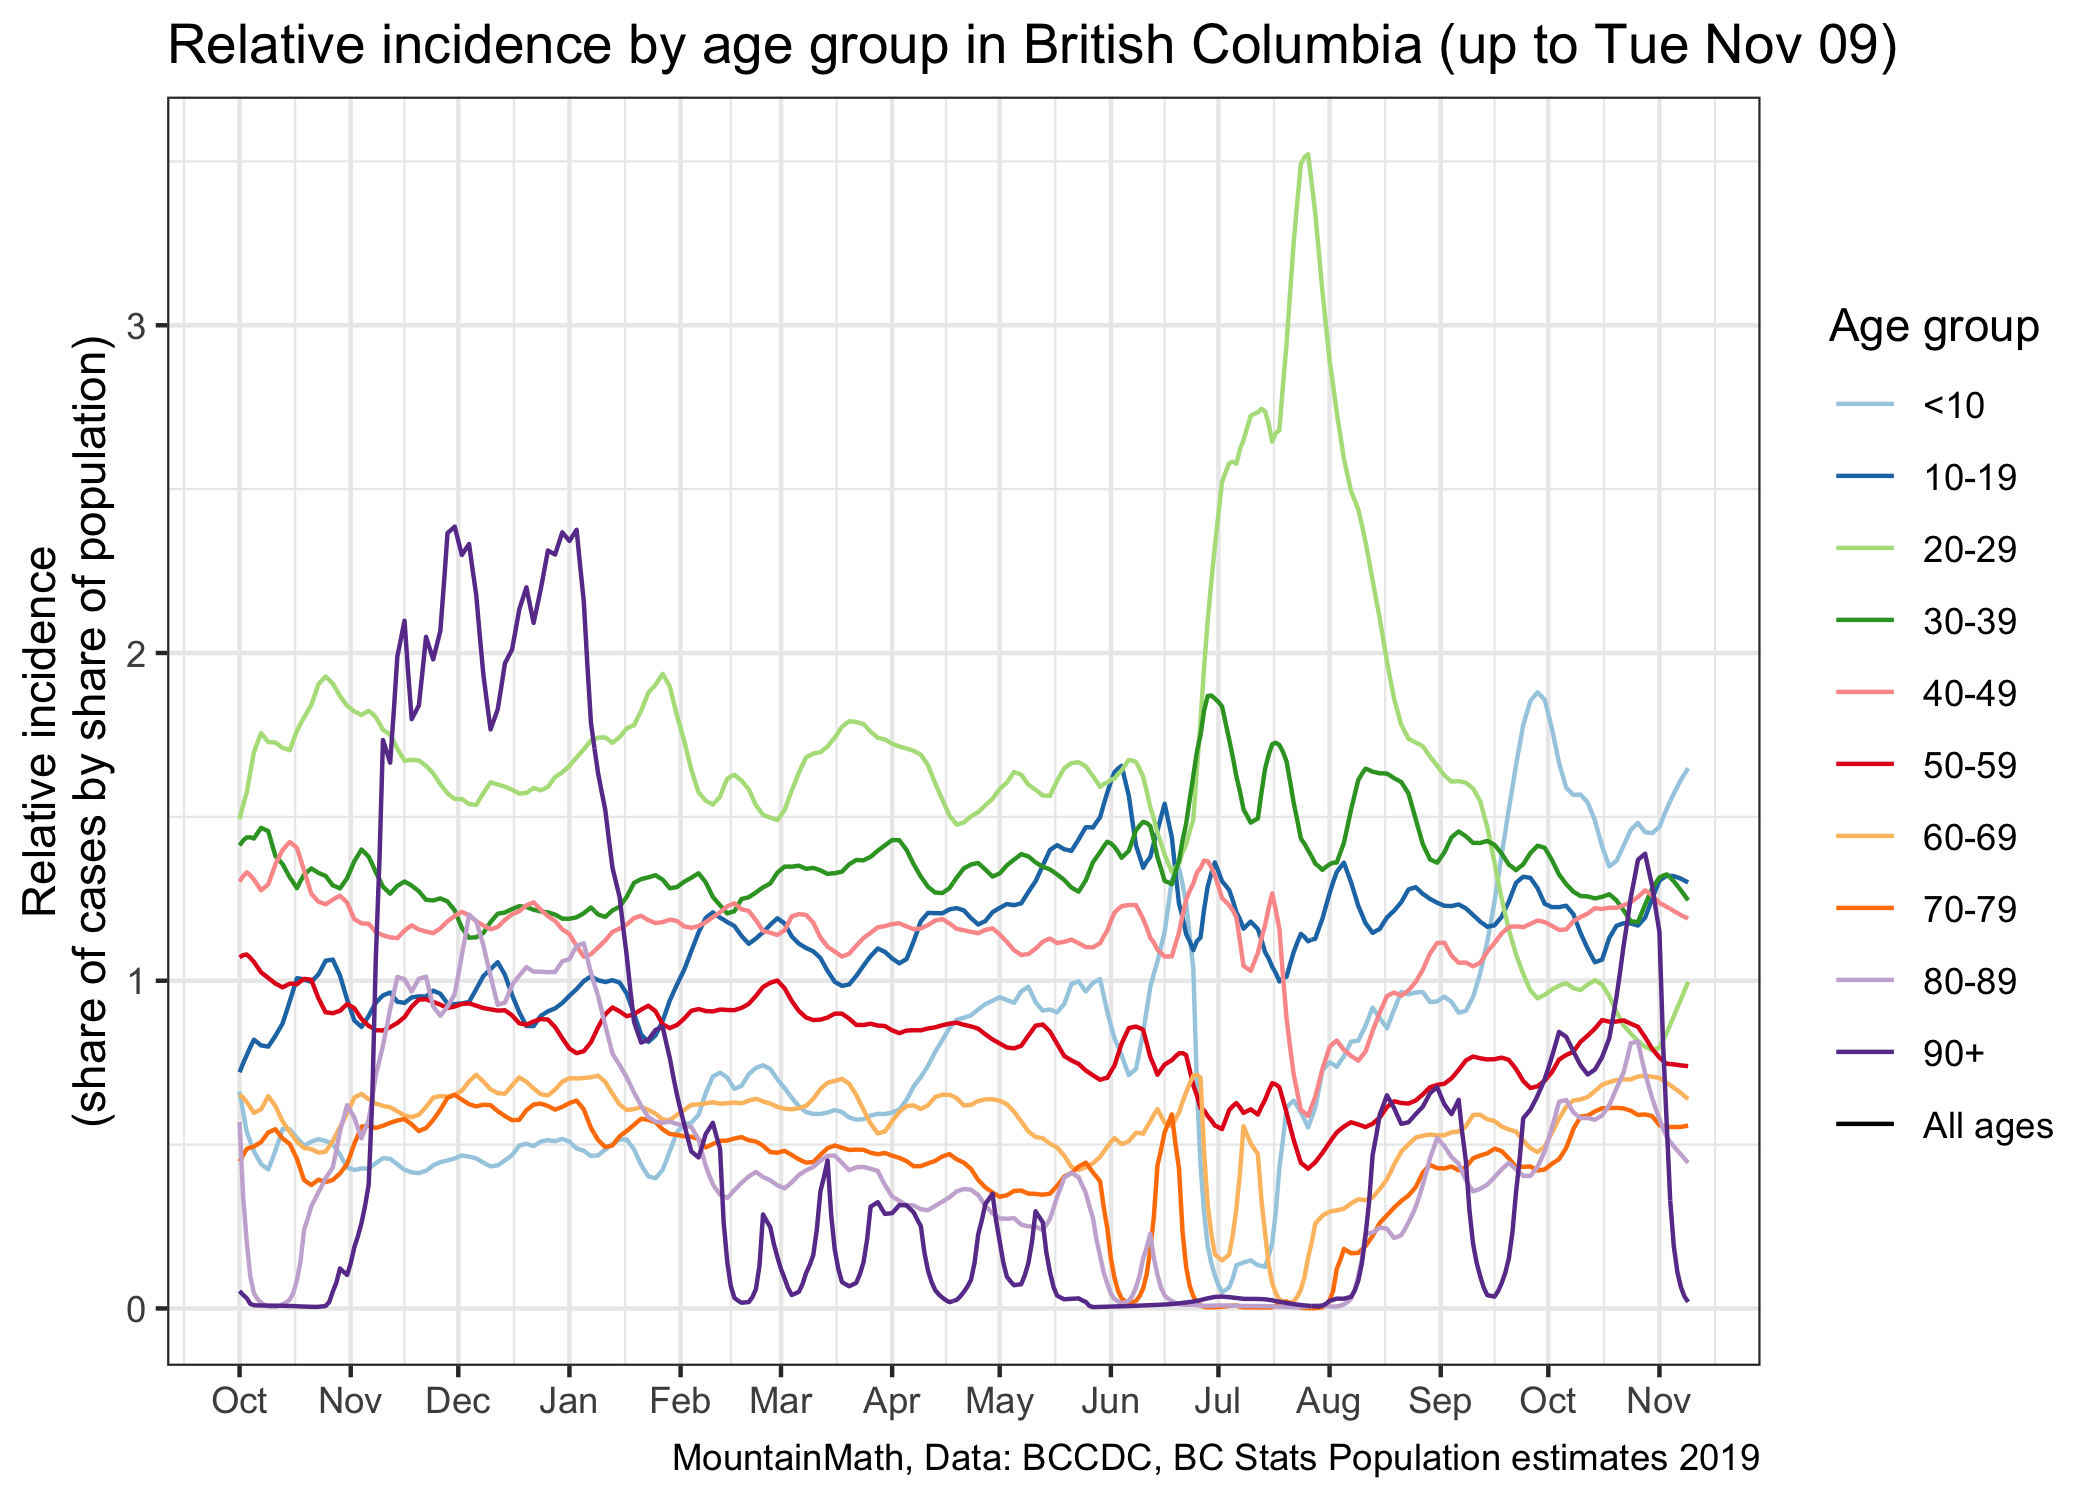 Relative incidence by age group in British Columbia (up to Tue Nov 09)
Relative incidence
(share of cases by share of population)
3
2
1
0
Oct Nov Dec Jan Feb Mar Apr May Jun Jul Aug Sep Oct Nov
Age group
<10
10-19
20-29
30-39
40-49
50-59
60-69
70-79
80-89
90+
All ages
MountainMath, Data: BCCDC, BC Stats Population estimates 2019